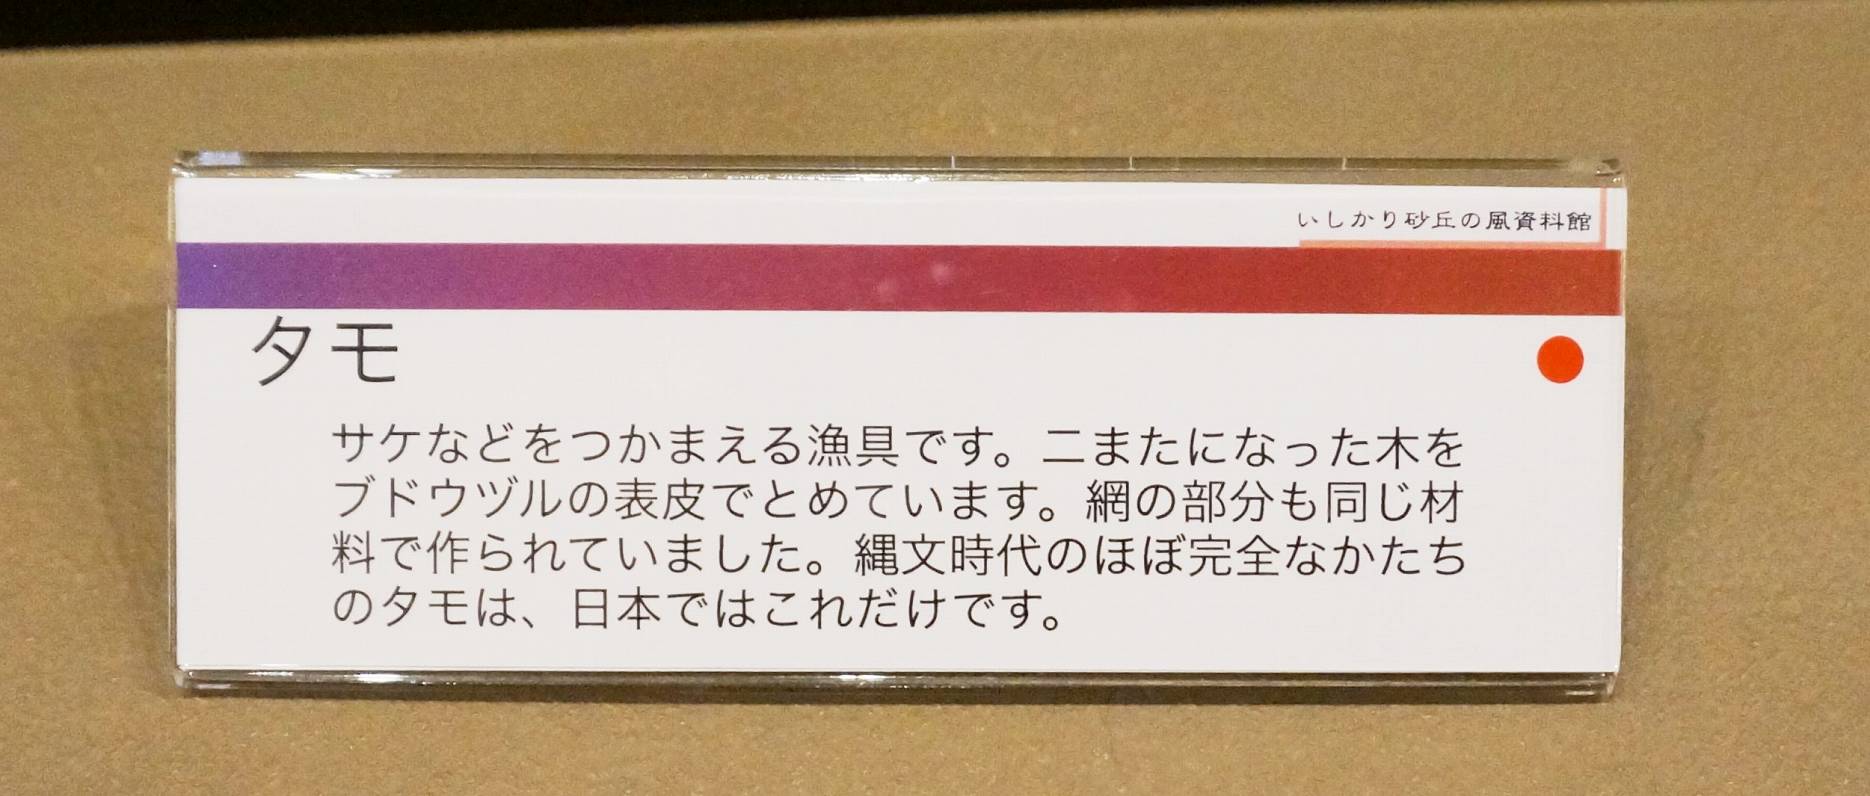 いしかり砂丘の風資料館
タモ
サケなどをつかまえる漁具です。二またになった木を
ブドウヅルの表皮でとめています。網の部分も同じ材
料で作られていました。縄文時代のほぼ完全なかたち
のタモは、日本ではこれだけです。